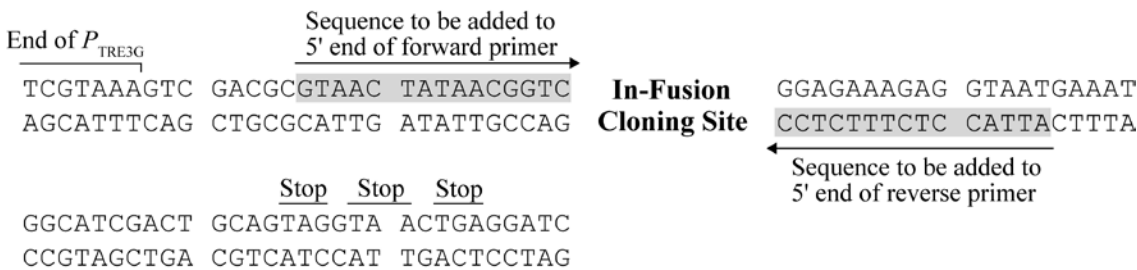 Sequence to be added to
5' end of forward primer
End of P_TRE3G
TCGTAAAGTC GACGCGTAAC TATAACGGTC
AGCATTTCAG CTGCGCATTG ATATTGCCAG
In-Fusion
Cloning Site
GGAGAAAGAG GTAATGAAAT
CCTCTTTCTC CATTACTTTA
Sequence to be added to
5' end of reverse primer
Stop Stop Stop
GGCATCGACT GCAGTAGGTA ACTGAGGATC
CCGTAGCTGA CGTCATCCAT TGACTCCTAG